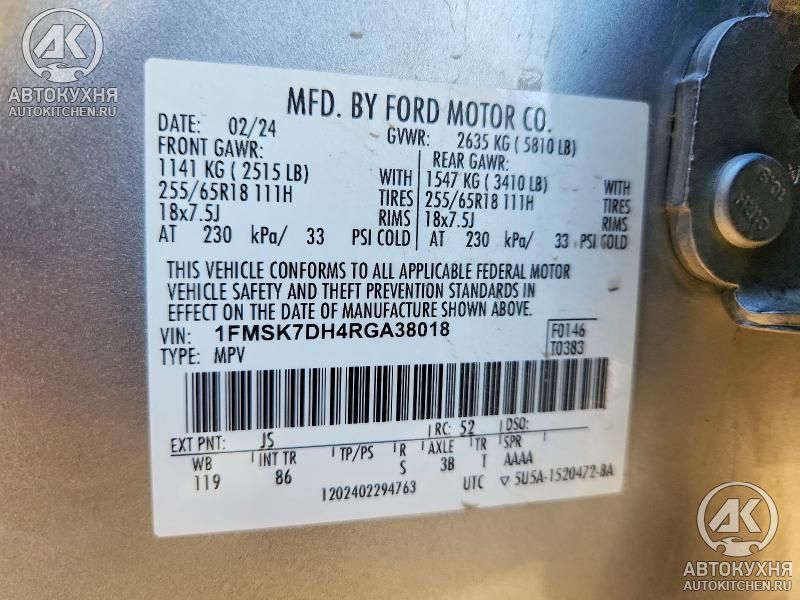 АК
АВТОКУХНЯ
AUTOKITCHEN.RU
MFD. BY FORD MOTOR CO.
DATE: 02/24 GVWR: 2635 KG ( 5810 LB)
FRONT GAWR: REAR GAWR:
1141 KG ( 2515 LB) WITH 1547 KG ( 3410 LB) WITH
255/65R18 111H TIRES 255/65R18 111H TIRES
18x7.5J RIMS 18x7.5J RIMS
AT 230 kPa/ 33 PSI COLD AT 230 kPa/ 33 PSI COLD
THIS VEHICLE CONFORMS TO ALL APPLICABLE FEDERAL MOTOR
VEHICLE SAFETY AND THEFT PREVENTION STANDARDS IN
EFFECT ON THE DATE OF MANUFACTURE SHOWN ABOVE.
VIN: 1FMSK7DH4RGA38018 F0146
TYPE: MPV T0383
EXT PNT: JS RC: 52 DSO:
WB INT TR TP/PS R AXLE TR SPR
119 86 S 3B T AAAA
1202402294763 UTC ▽ 5U5A-1520472-BA
10.9
АК
АВТОКУХНЯ
AUTOKITCHEN.RU